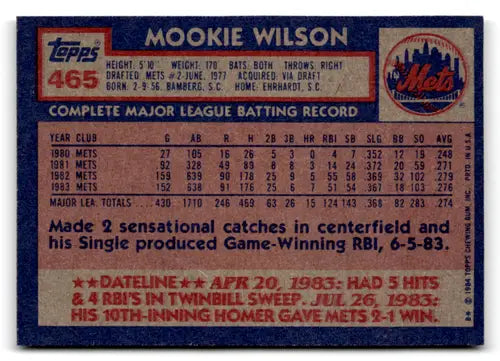 MOOKIE WILSON
Topps
465
HEIGHT: 5'10" WEIGHT: 170 BATS: BOTH THROWS: RIGHT
DRAFTED: METS #2-JUNE, 1977 ACQUIRED: VIA DRAFT
BORN: 2-9-56, BAMBERG, S.C. HOME: EHRHARDT, S.C.
Mets
COMPLETE MAJOR LEAGUE BATTING RECORD
YEAR CLUB G AB R H 2B 3B HR RBI SB SLG BB SO AVG
1980 METS 27 105 16 26 5 3 0 4 7 .352 12 19 .248
1981 METS 92 328 49 89 8 8 3 14 24 .372 20 59 .271
1982 METS 159 639 90 178 25 9 5 55 58 .369 32 102 .279
1983 METS 152 638 91 176 25 6 7 51 54 .367 18 103 .276
MAJOR LEA. TOTALS 430 1710 246 469 63 26 15 124 143 .368 82 283 .274
Made 2 sensational catches in centerfield and
his Single produced Game-Winning RBI, 6-5-83.
★★DATELINE★★ APR 20, 1983: HAD 5 HITS
& 4 RBI'S IN TWINBILL SWEEP. JUL 26, 1983:
HIS 10TH-INNING HOMER GAVE METS 2-1 WIN.
© 1984 TOPPS CHEWING GUM, INC. PRTD. IN U.S.A.